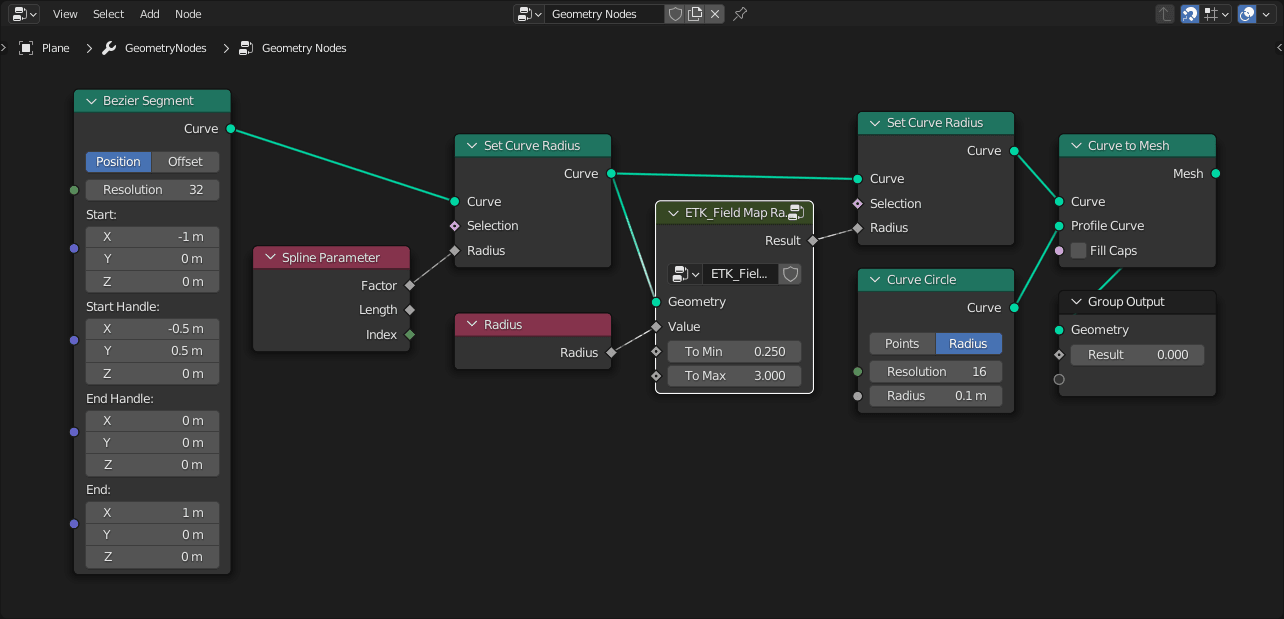 View Select Add Node Geometry Nodes
Plane GeometryNodes Geometry Nodes
Bezier Segment
Curve
Position Offset
Resolution 32
Start:
X -1 m
Y 0 m
Z 0 m
Start Handle:
X -0.5 m
Y 0.5 m
Z 0 m
End Handle:
X 0 m
Y 0 m
Z 0 m
End:
X 1 m
Y 0 m
Z 0 m
Spline Parameter
Factor
Length
Index
Set Curve Radius
Curve
Curve
Selection
Radius
Radius
Radius
ETK_Field Map Ra...
Result
ETK_Fiel...
Geometry
Value
To Min 0.250
To Max 3.000
Set Curve Radius
Curve
Curve
Selection
Radius
Curve Circle
Curve
Points Radius
Resolution 16
Radius 0.1 m
Curve to Mesh
Mesh
Curve
Profile Curve
Fill Caps
Group Output
Geometry
Result 0.000